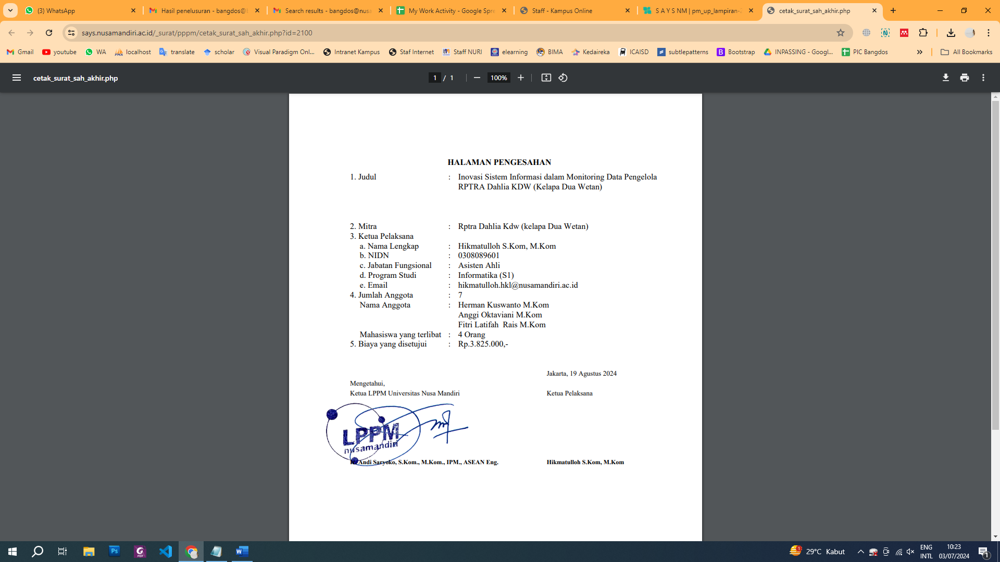 (3) WhatsApp
Hasil penelusuran - bangdos@
Search results - bangdos@nusa
My Work Activity - Google Spre
Staff - Kampus Online
S A Y S NM | pm_up_lampiran-
cetak_surat_sah_akhir.php
says.nusamandiri.ac.id/_surat/pppm/cetak_surat_sah_akhir.php?id=2100
Gmail
youtube
WA
localhost
translate
scholar
Visual Paradigm Onl...
Intranet Kampus
Staf Internet
Staff NURI
elearning
BIMA
Kedaireka
ICAISD
subtlepatterns
Bootstrap
INPASSING - Googl...
PIC Bangdos
All Bookmarks
cetak_surat_sah_akhir.php
1 / 1
100%
HALAMAN PENGESAHAN
1. Judul : Inovasi Sistem Informasi dalam Monitoring Data Pengelola
RPTRA Dahlia KDW (Kelapa Dua Wetan)
2. Mitra : Rptra Dahlia Kdw (kelapa Dua Wetan)
3. Ketua Pelaksana
a. Nama Lengkap : Hikmatulloh S.Kom, M.Kom
b. NIDN : 0308089601
c. Jabatan Fungsional : Asisten Ahli
d. Program Studi : Informatika (S1)
e. Email : hikmatulloh.hkl@nusamandiri.ac.id
4. Jumlah Anggota : 7
Nama Anggota : Herman Kuswanto M.Kom
Anggi Oktaviani M.Kom
Fitri Latifah Rais M.Kom
Mahasiswa yang terlibat : 4 Orang
5. Biaya yang disetujui : Rp.3.825.000,-
Jakarta, 19 Agustus 2024
Mengetahui,
Ketua LPPM Universitas Nusa Mandiri
Ketua Pelaksana
LPPM
nusamandiri
Andi Saryoko, S.Kom., M.Kom., IPM., ASEAN Eng.
Hikmatulloh S.Kom, M.Kom
29°C Kabut
ENG
INTL
10:23
03/07/2024
1